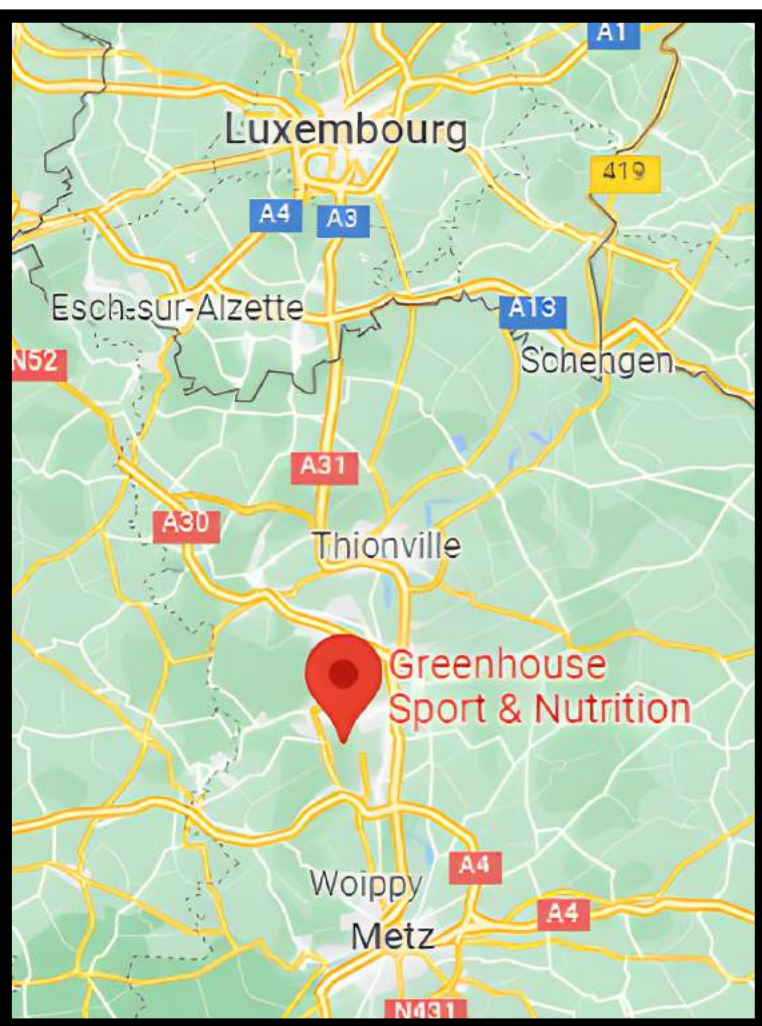 A1
Luxembourg
419
A4
A3
Esch-sur-Alzette
A13
N52
Schengen
A31
A30
Thionville
Greenhouse
Sport & Nutrition
Woippy
A4
A4
Metz
N431